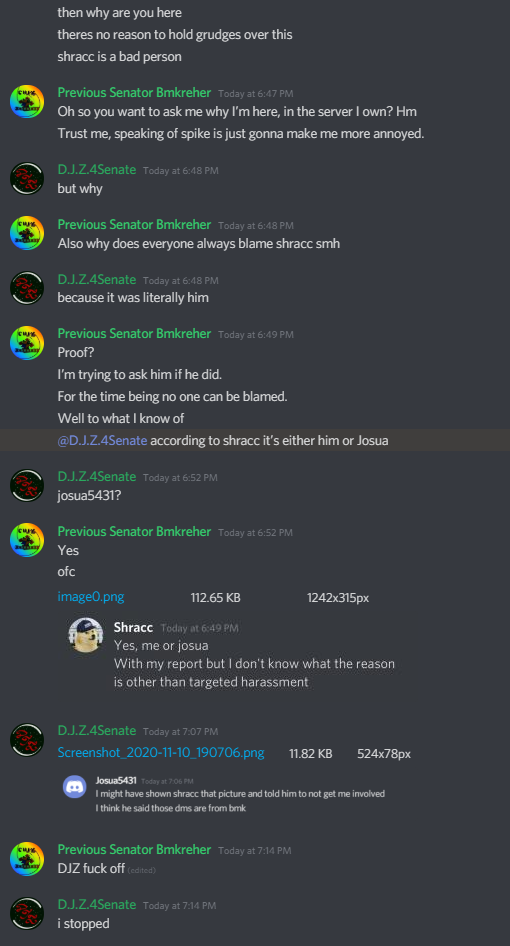 then why are you here
theres no reason to hold grudges over this
shracc is a bad person
Previous Senator Bmkreher Today at 6:47 PM
Oh so you want to ask me why I'm here, in the server I own? Hm
Trust me, speaking of spike is just gonna make me more annoyed.
D.J.Z.4Senate Today at 6:48 PM
but why
Previous Senator Bmkreher Today at 6:48 PM
Also why does everyone always blame shracc smh
D.J.Z.4Senate Today at 6:48 PM
because it was literally him
Previous Senator Bmkreher Today at 6:49 PM
Proof?
I'm trying to ask him if he did.
For the time being no one can be blamed.
Well to what I know of
@D.J.Z.4Senate according to shracc it's either him or Josua
D.J.Z.4Senate Today at 6:52 PM
josua5431?
Previous Senator Bmkreher Today at 6:52 PM
Yes
ofc
image0.png 112.65 KB 1242x315px
Shracc Today at 6:49 PM
Yes, me or josua
With my report but I don't know what the reason
is other than targeted harassment
D.J.Z.4Senate Today at 7:07 PM
Screenshot_2020-11-10_190706.png 11.82 KB 524x78px
Josua5431 Today at 7:06 PM
I might have shown shracc that picture and told him to not get me involved
I think he said those dms are from bmk
Previous Senator Bmkreher Today at 7:14 PM
DJZ fuck off (edited)
D.J.Z.4Senate Today at 7:14 PM
i stopped